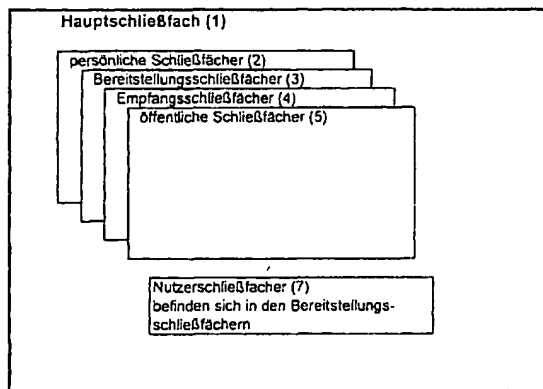 Hauptschließfach (1)
persönliche Schließfächer (2)
Bereitstellungsschließfächer (3)
Empfangsschließfächer (4)
öffentliche Schließfächer (5)
Nutzerschließfacher (7)
befinden sich in den Bereitstellungs-
schließfächern